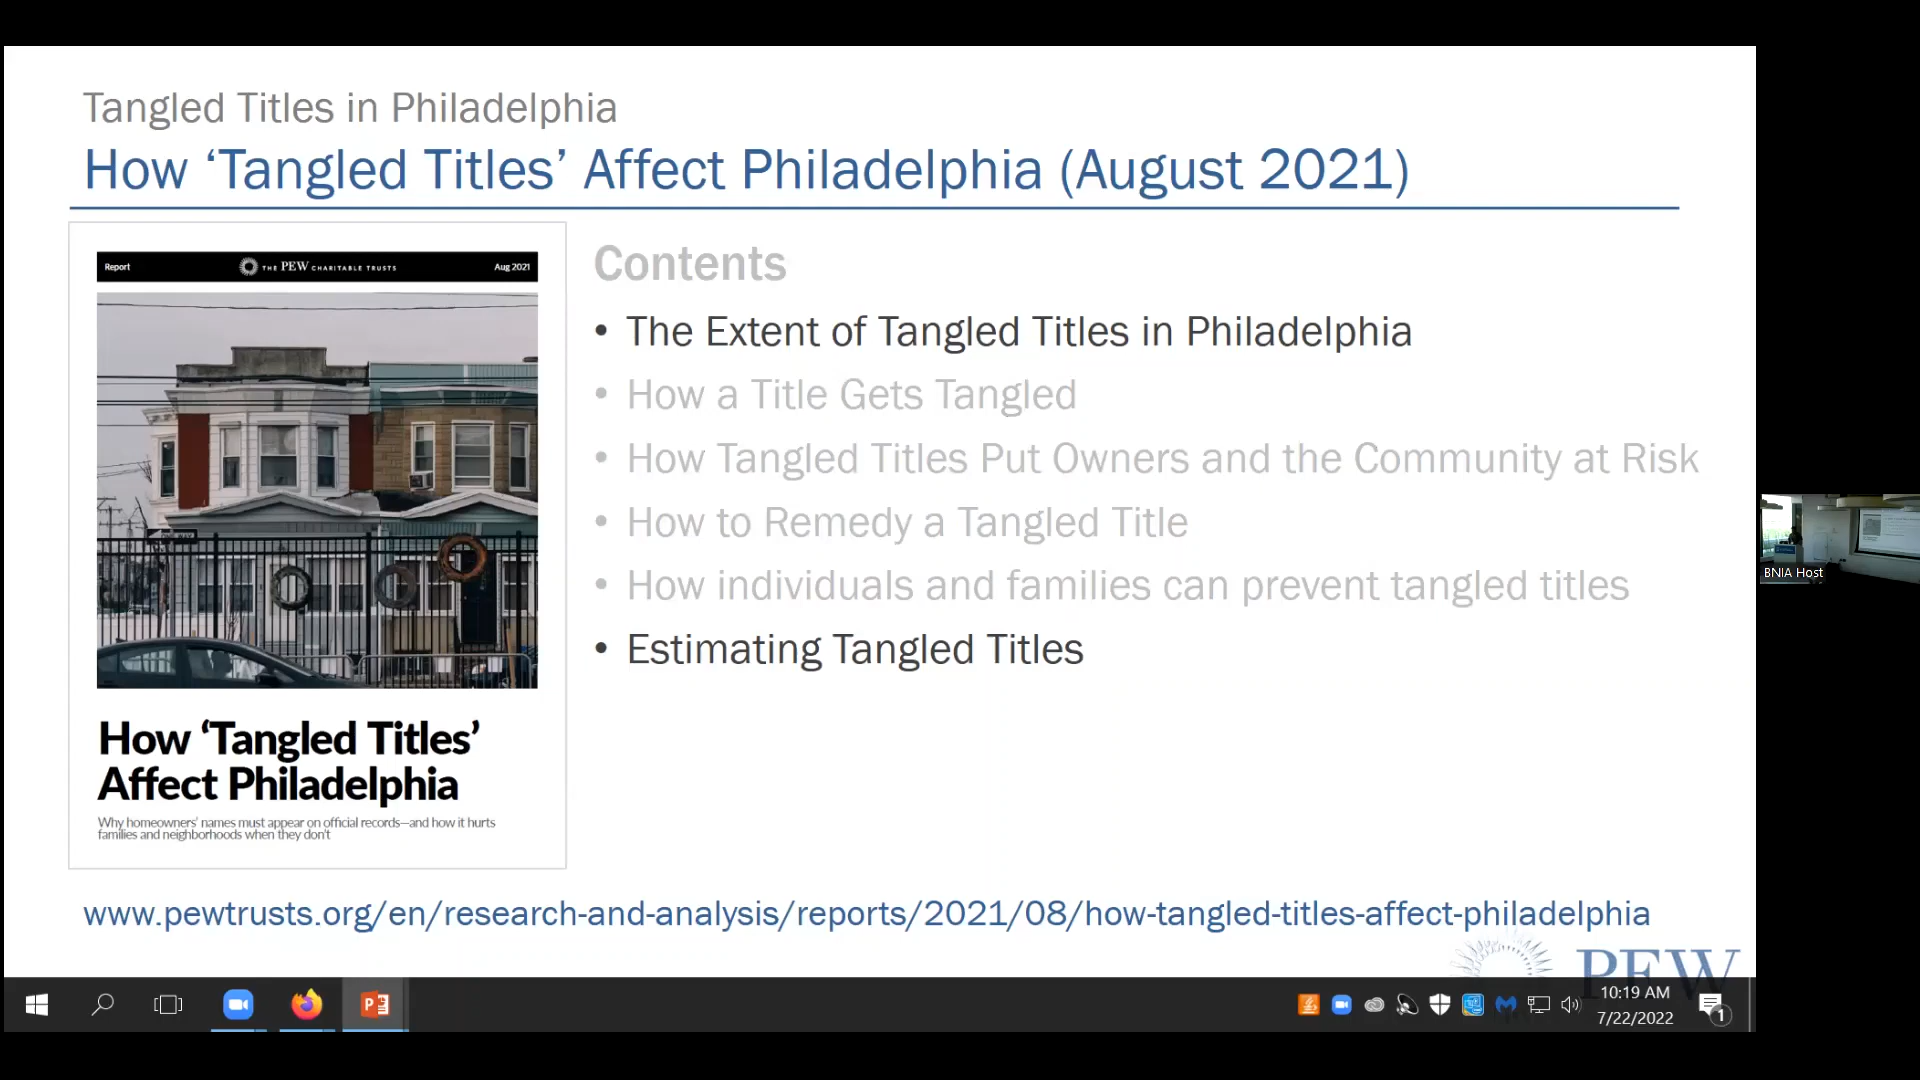 Tangled Titles in Philadelphia
How ‘Tangled Titles’ Affect Philadelphia (August 2021)
Report
THE PEW CHARITABLE TRUSTS
Aug 2021
How ‘Tangled Titles’
Affect Philadelphia
Why homeowners’ names must appear on official records—and how it hurts
families and neighborhoods when they don’t
Contents
• The Extent of Tangled Titles in Philadelphia
• How a Title Gets Tangled
• How Tangled Titles Put Owners and the Community at Risk
• How to Remedy a Tangled Title
• How individuals and families can prevent tangled titles
• Estimating Tangled Titles
www.pewtrusts.org/en/research-and-analysis/reports/2021/08/how-tangled-titles-affect-philadelphia
PEW
BNIA Host
10:19 AM
7/22/2022
1